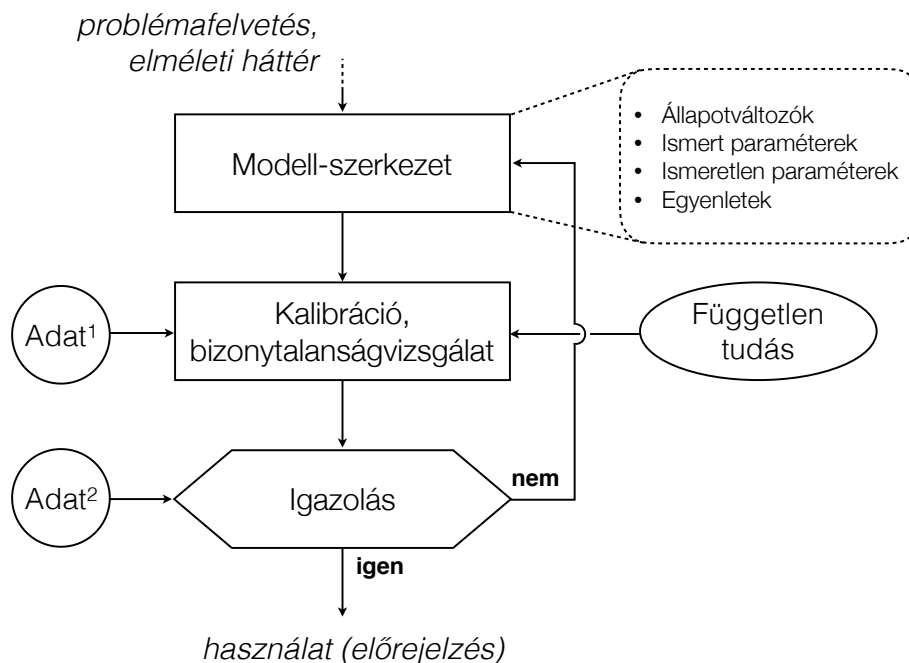 problémafelvetés,
elméleti háttér
Modell-szerkezet
• Állapotváltozók
• Ismert paraméterek
• Ismeretlen paraméterek
• Egyenletek
Adat¹
Kalibráció,
bizonytalanságvizsgálat
Független
tudás
Adat²
Igazolás
nem
igen
használat (előrejelzés)